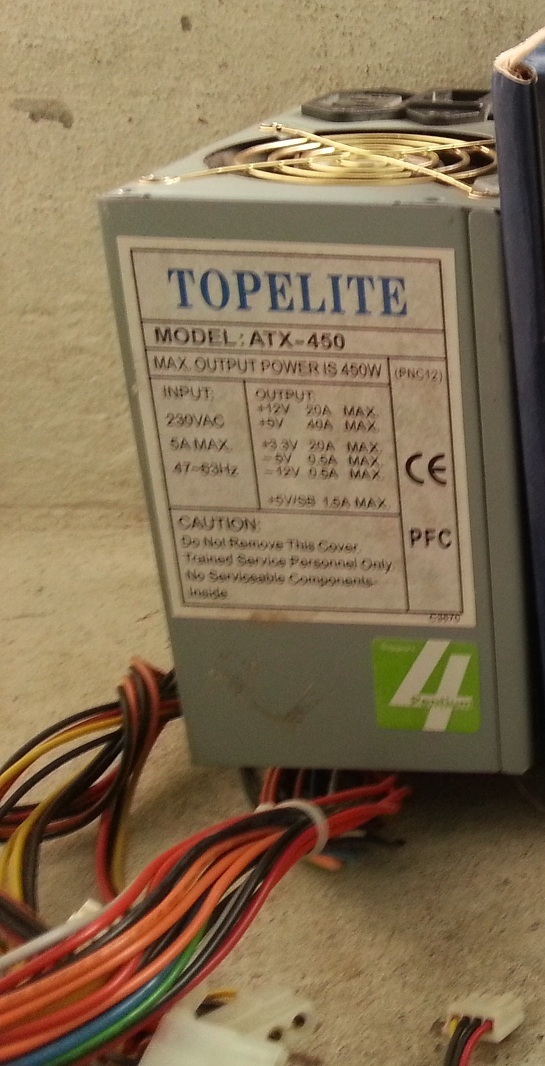 TOPELITE
MODEL: ATX-450
MAX. OUTPUT POWER IS 450W
(PNC12)
INPUT:
230VAC
5A MAX.
47~63Hz
OUTPUT:
+12V 20A MAX.
+5V 40A MAX.
+3.3V 20A MAX.
-5V 0.5A MAX.
-12V 0.5A MAX.
+5V/SB 1.5A MAX.
CE
PFC
CAUTION:
Do Not Remove This Cover.
Trained Service Personnel Only.
No Serviceable Components
Inside
4
Pentium